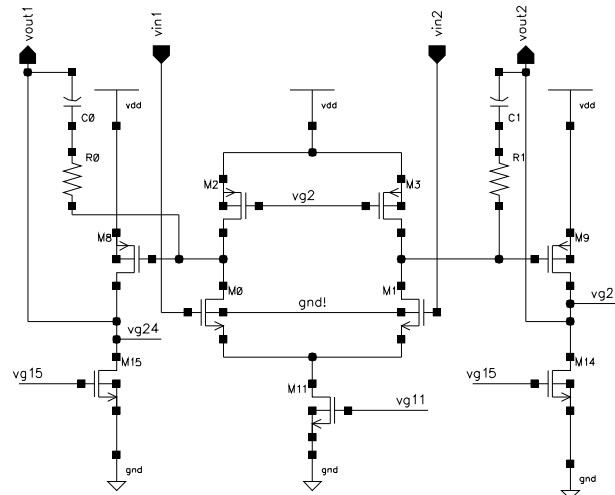 vout1
vin1
vin2
vout2
vdd
vdd
vdd
C0
C1
R0
R1
M2
vg2
M3
M8
M9
M0
gnd!
M1
vg2
vg24
M15
M14
vg15
vg15
M11
vg11
gnd
gnd
gnd